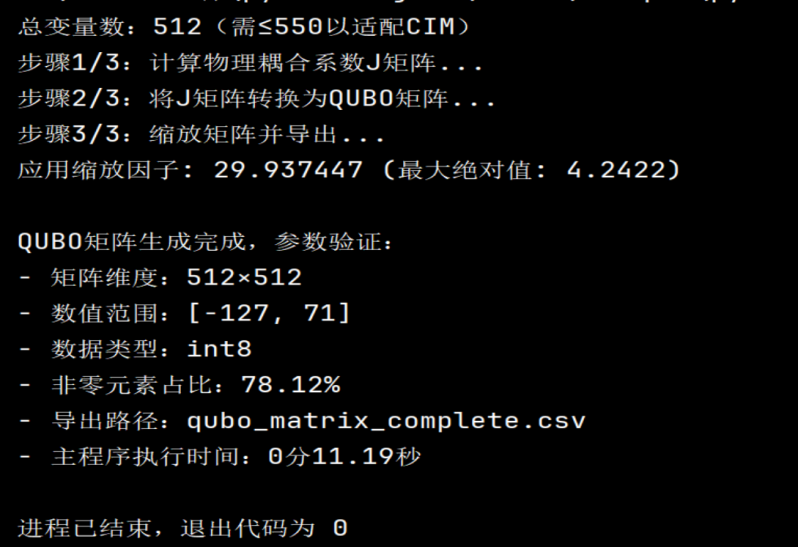 总变量数：512（需≤550以适配CIM）
步骤1/3：计算物理耦合系数J矩阵...
步骤2/3：将J矩阵转换为QUBO矩阵...
步骤3/3：缩放矩阵并导出...
应用缩放因子: 29.937447 (最大绝对值: 4.2422)
QUBO矩阵生成完成，参数验证：
- 矩阵维度：512×512
- 数值范围：[-127, 71]
- 数据类型：int8
- 非零元素占比：78.12%
- 导出路径：qubo_matrix_complete.csv
- 主程序执行时间：0分11.19秒
进程已结束，退出代码为 0